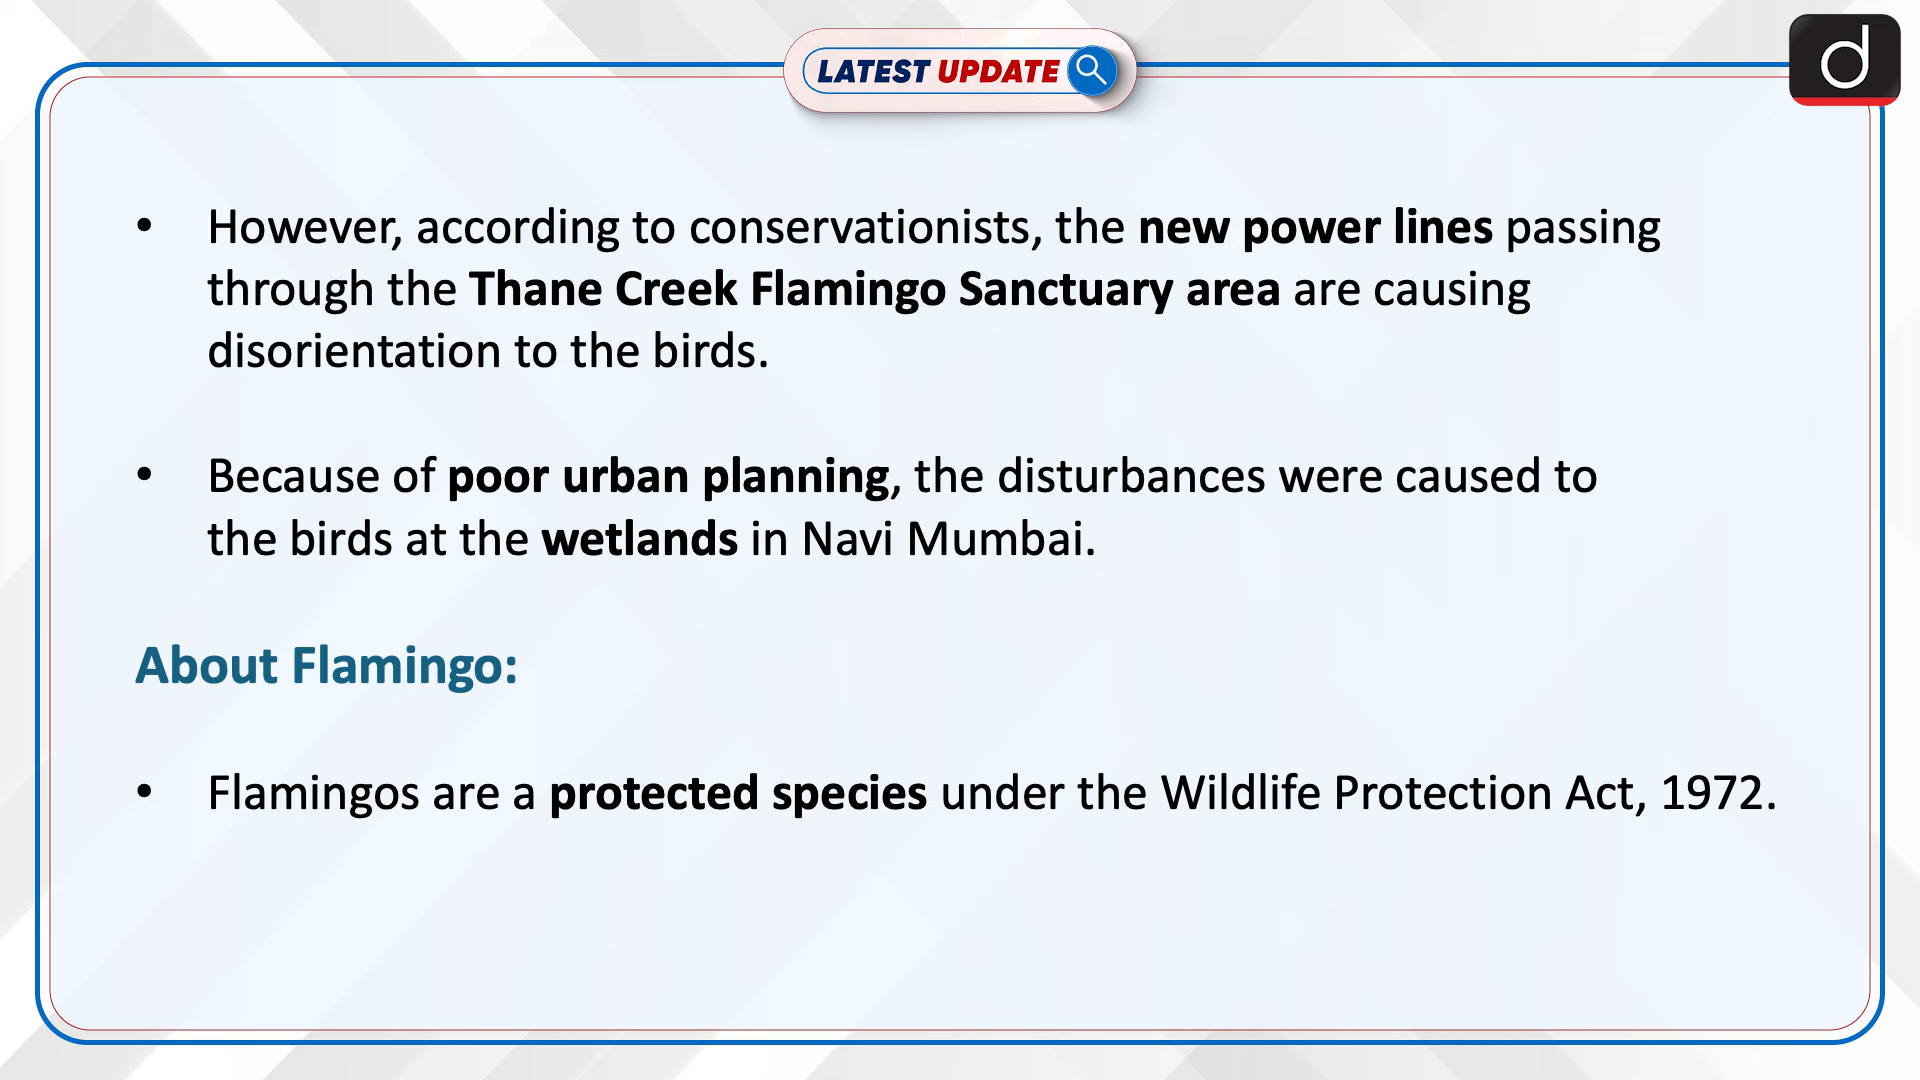 LATEST UPDATE
d
• However, according to conservationists, the new power lines passing
through the Thane Creek Flamingo Sanctuary area are causing
disorientation to the birds.
• Because of poor urban planning, the disturbances were caused to
the birds at the wetlands in Navi Mumbai.
About Flamingo:
• Flamingos are a protected species under the Wildlife Protection Act, 1972.